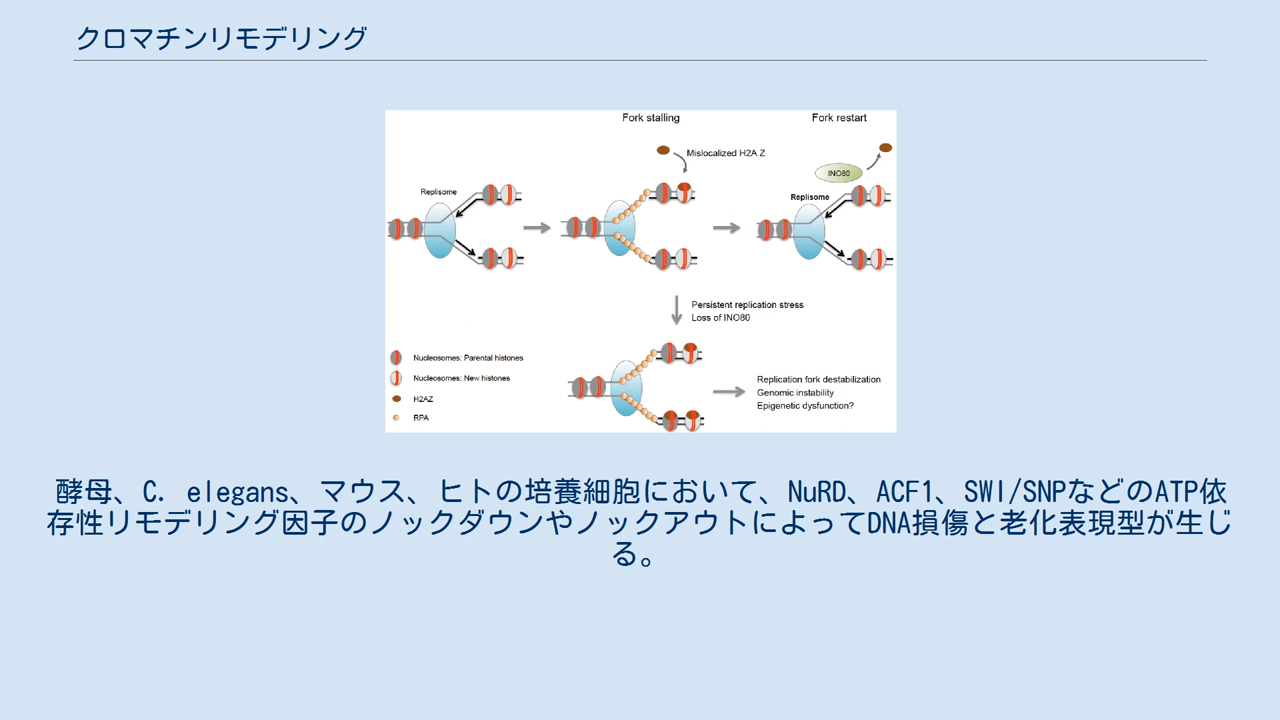 クロマチンリモデリング
Fork stalling
Fork restart
Mislocalized H2A.Z
INO80
Replisome
Replisome
Persistent replication stress
Loss of INO80
Nucleosomes: Parental histones
Nucleosomes: New histones
H2AZ
RPA
Replication fork destabilization
Genomic instability
Epigenetic dysfunction?
酵母、C. elegans、マウス、ヒトの培養細胞において、NuRD、ACF1、SWI/SNPなどのATP依
存性リモデリング因子のノックダウンやノックアウトによってDNA損傷と老化表現型が生じ
る。